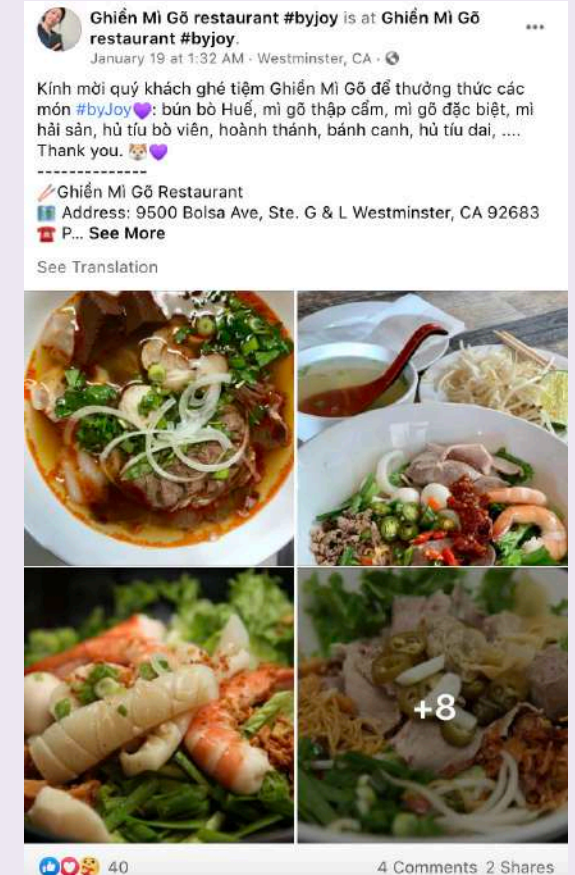 Ghiền Mì Gõ restaurant #byjoy is at Ghiền Mì Gõ
restaurant #byjoy.
January 19 at 1:32 AM · Westminster, CA ·
Kính mời quý khách ghé tiệm Ghiền Mì Gõ để thưởng thức các
món #byJoy💜: bún bò Huế, mì gõ thập cẩm, mì gõ đặc biệt, mì
hải sản, hủ tíu bò viên, hoành thánh, bánh canh, hủ tíu dai, ....
Thank you. 🐹💜
--------------
🥢Ghiền Mì Gõ Restaurant
🗺️ Address: 9500 Bolsa Ave, Ste. G & L Westminster, CA 92683
☎️ P... See More
See Translation
+8
40
4 Comments 2 Shares